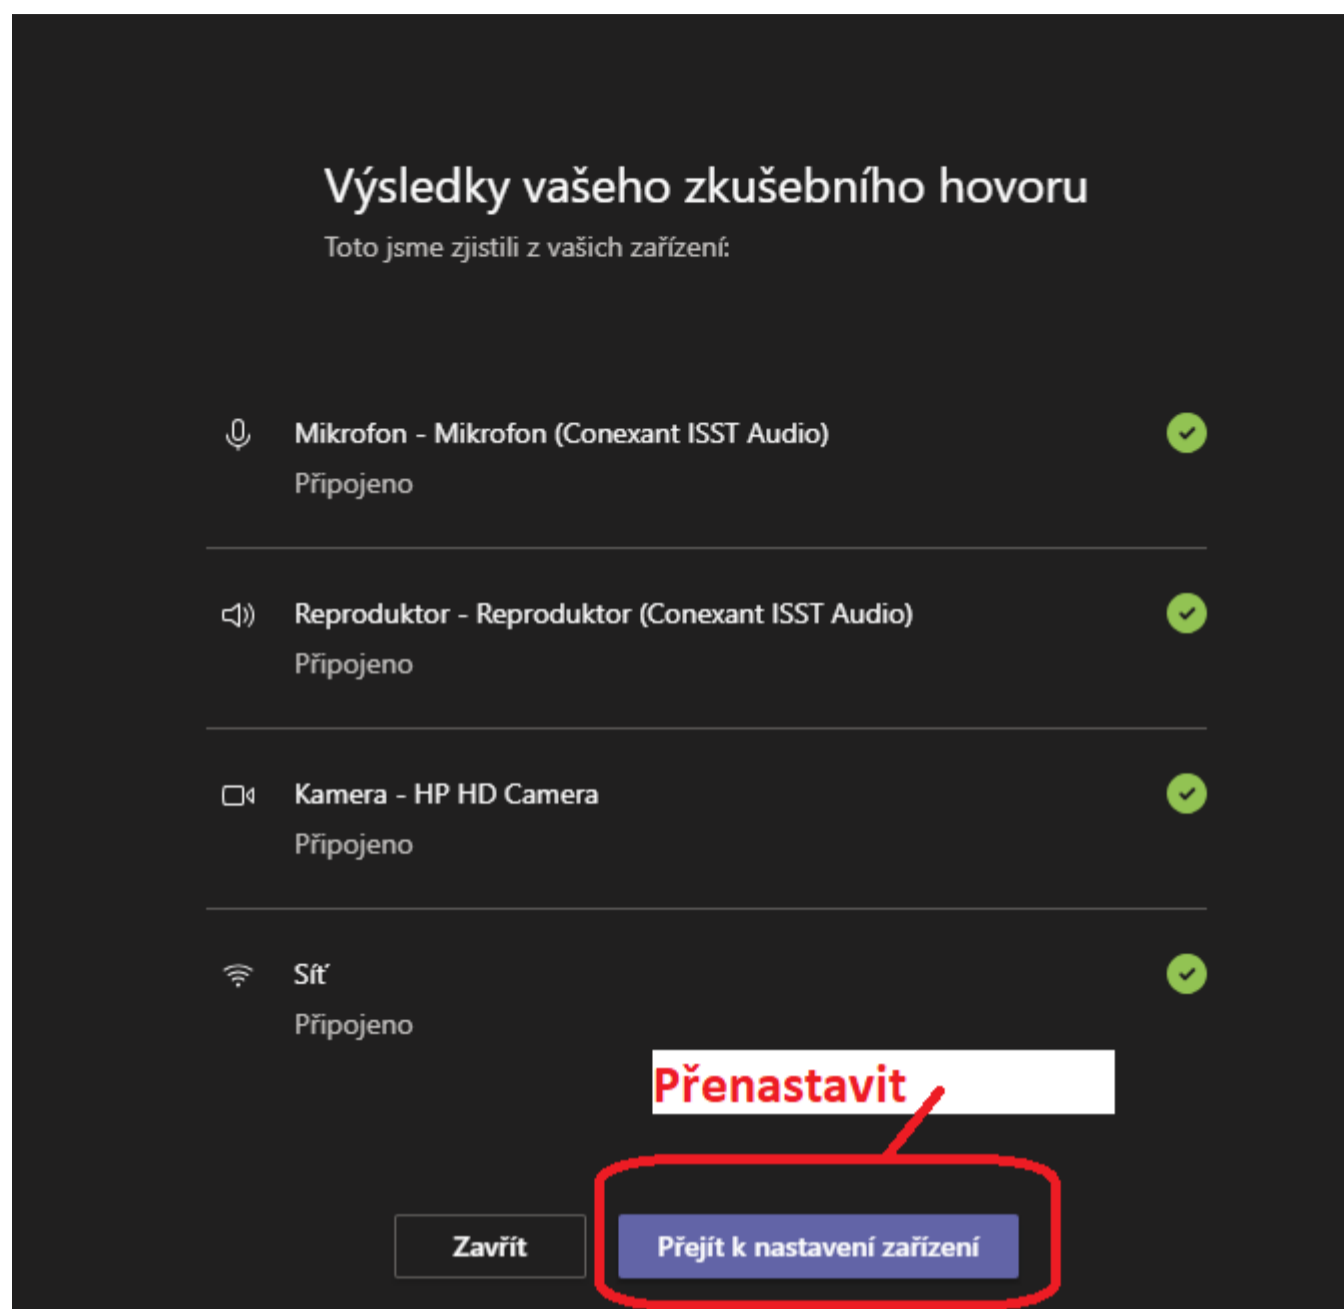 Výsledky vašeho zkušebního hovoru
Toto jsme zjistili z vašich zařízení:
Mikrofon - Mikrofon (Conexant ISST Audio)
Připojeno
Reproduktor - Reproduktor (Conexant ISST Audio)
Připojeno
Kamera - HP HD Camera
Připojeno
Síť
Připojeno
Přenastavit
Zavřít
Přejít k nastavení zařízení